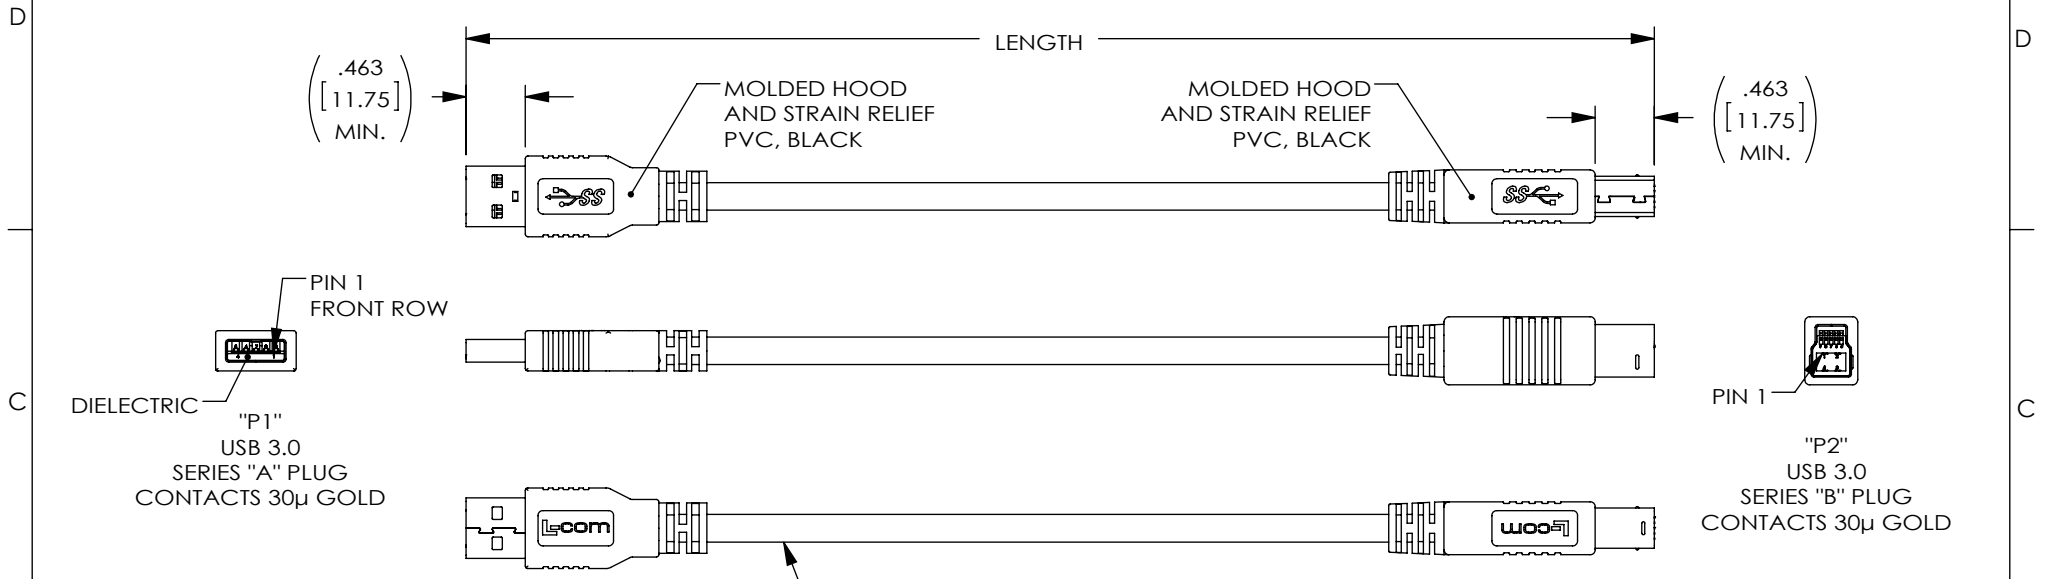 D
D
LENGTH
.463
[11.75]
MIN.
MOLDED HOOD
AND STRAIN RELIEF
PVC, BLACK
MOLDED HOOD
AND STRAIN RELIEF
PVC, BLACK
.463
[11.75]
MIN.
SS
SS
PIN 1
FRONT ROW
DIELECTRIC
C
"P1"
USB 3.0
SERIES "A" PLUG
CONTACTS 30µ GOLD
PIN 1
C
"P2"
USB 3.0
SERIES "B" PLUG
CONTACTS 30µ GOLD
L-com
L-com